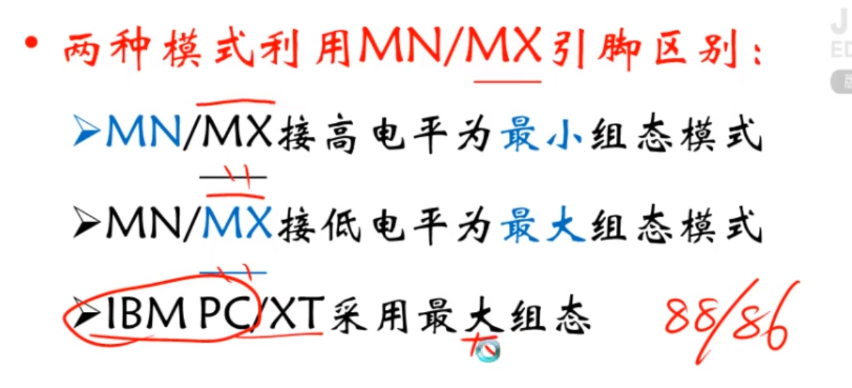 • 两种模式利用MN/MX引脚区别：
➢MN/MX接高电平为最小组态模式
➢MN/MX接低电平为最大组态模式
➢IBM PC/XT采用最大组态 88/86